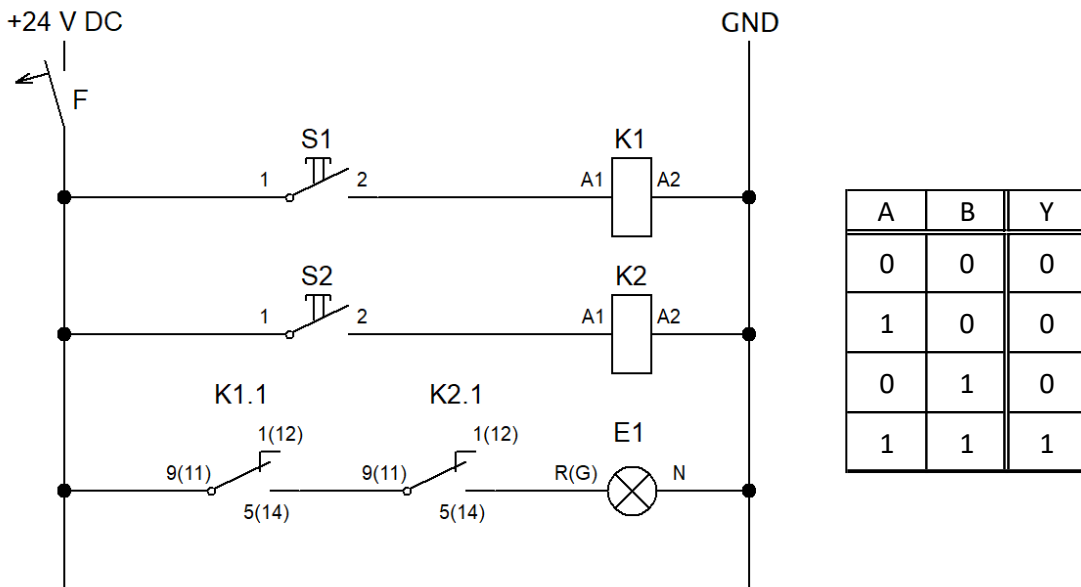 +24 V DC
GND
F
S1
K1
1
2
A1
A2
S2
K2
1
2
A1
A2
K1.1
K2.1
E1
1(12)
1(12)
9(11)
9(11)
R(G)
N
5(14)
5(14)
A B Y
0 0 0
1 0 0
0 1 0
1 1 1